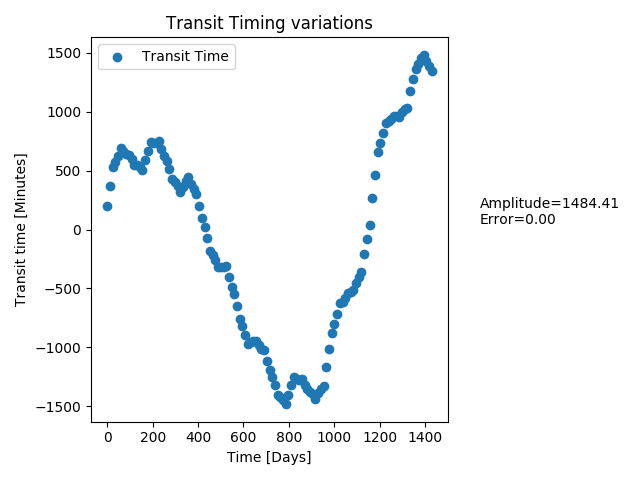 Transit Timing variations
Transit Time
Transit time [Minutes]
1500
1000
500
0
−500
−1000
−1500
0 200 400 600 800 1000 1200 1400
Time [Days]
Amplitude=1484.41
Error=0.00